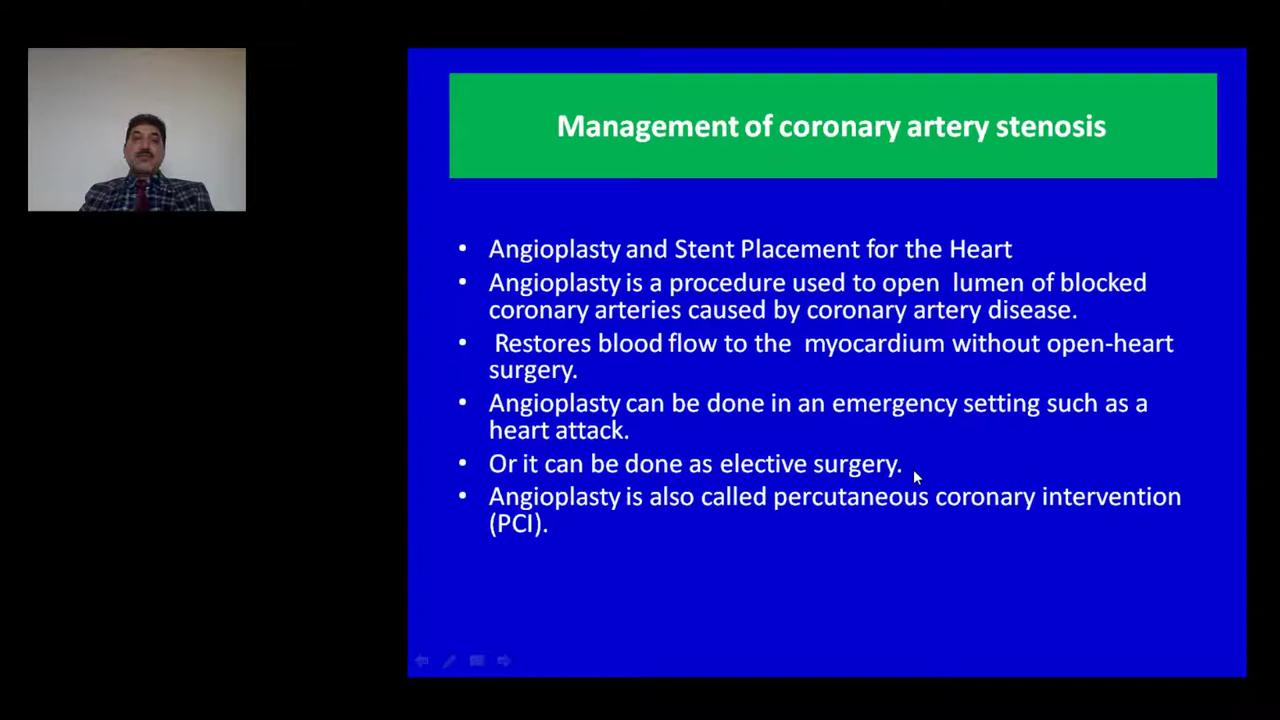 Management of coronary artery stenosis
• Angioplasty and Stent Placement for the Heart
• Angioplasty is a procedure used to open lumen of blocked
coronary arteries caused by coronary artery disease.
• Restores blood flow to the myocardium without open-heart
surgery.
• Angioplasty can be done in an emergency setting such as a
heart attack.
• Or it can be done as elective surgery.
• Angioplasty is also called percutaneous coronary intervention
(PCI).